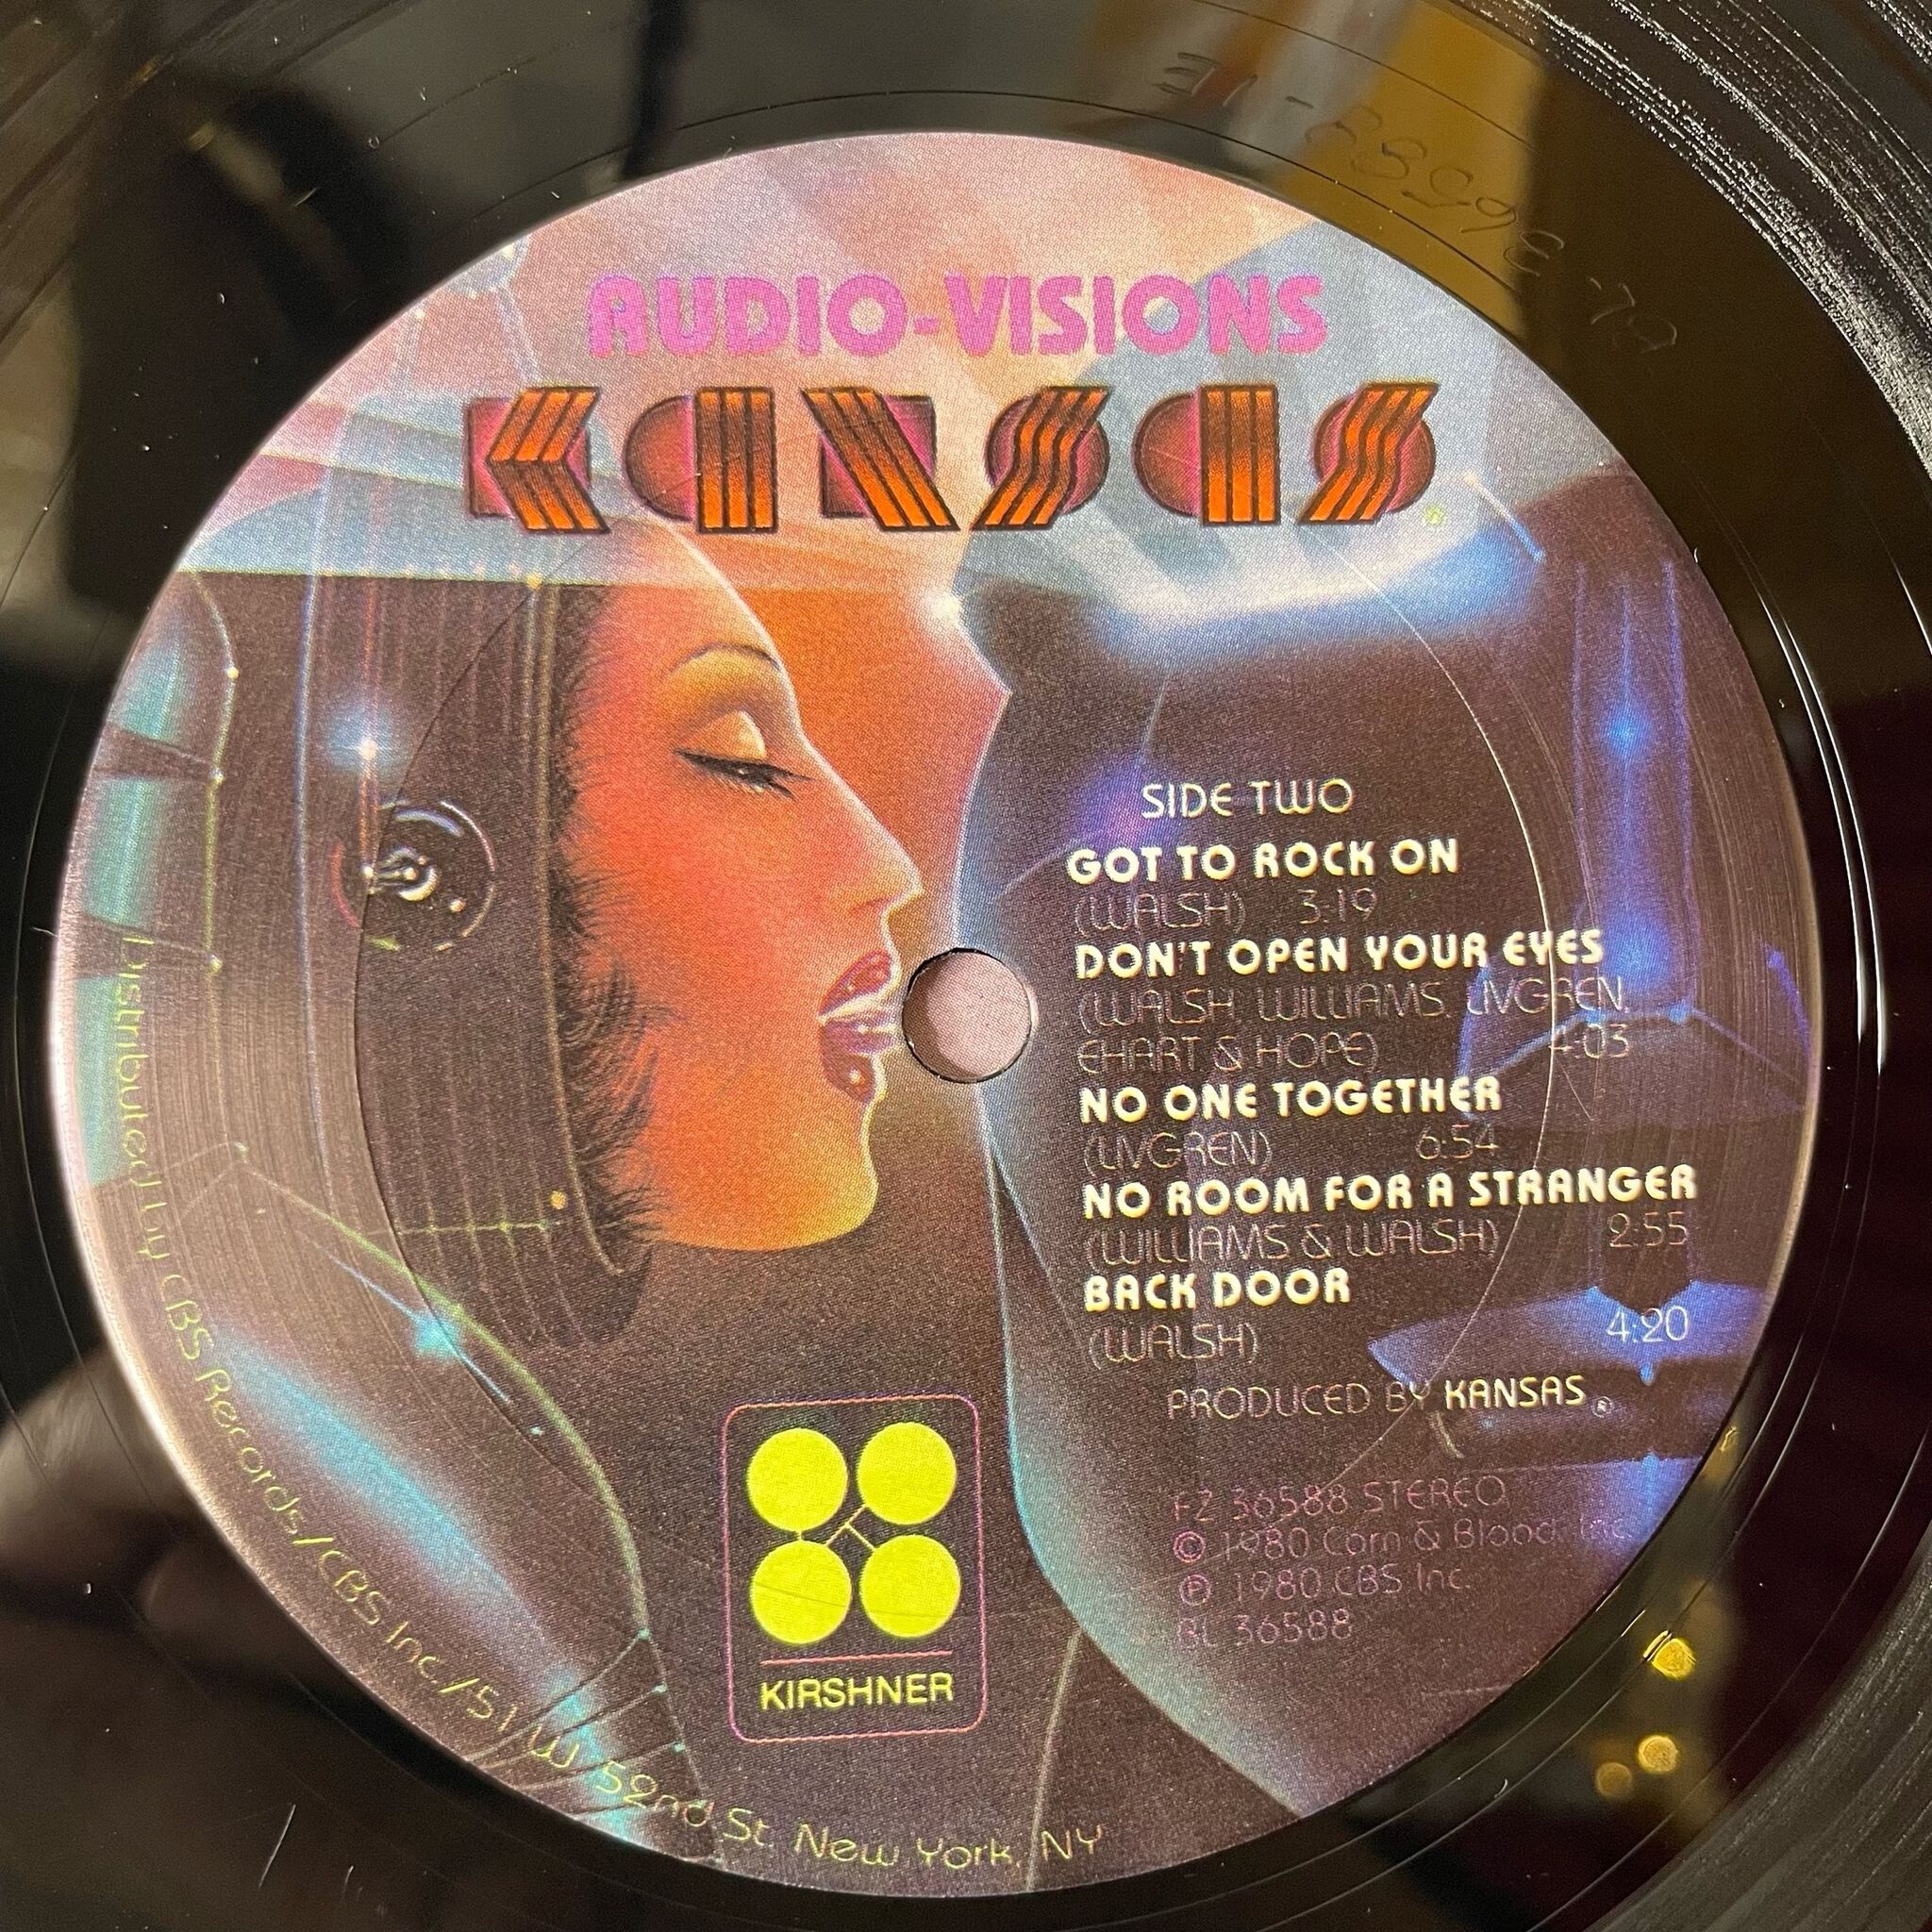 AUDIO-VISIONS
KANSAS®
SIDE TWO
GOT TO ROCK ON
(WALSH) 3:19
DON'T OPEN YOUR EYES
(WALSH, WILLIAMS, LIVGREN,
EHART & HOPE) 4:03
NO ONE TOGETHER
(LIVGREN) 6:54
NO ROOM FOR A STRANGER
(WILLIAMS & WALSH) 2:55
BACK DOOR
(WALSH) 4:20
PRODUCED BY KANSAS®
FZ 36588 STEREO
© 1980 Corn & Blood, Inc.
℗ 1980 CBS Inc.
BL 36588
KIRSHNER
Distributed by CBS Records/CBS Inc./51 W. 52nd St. New York, NY